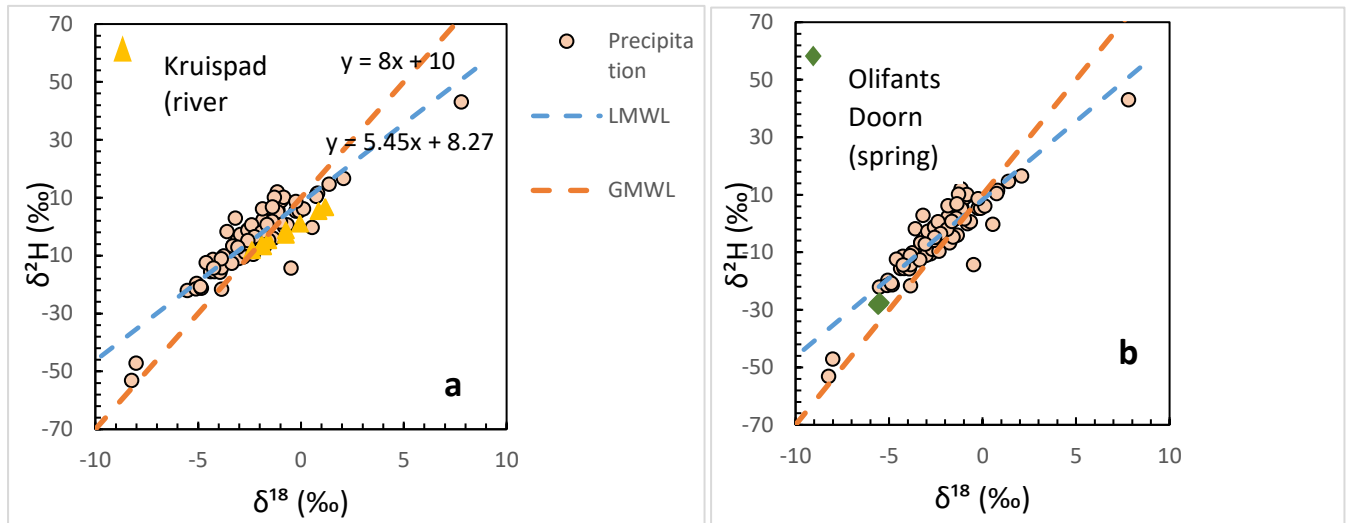 70
50
30
10
-10
-30
-50
-70
-10
-5
0
5
10
δ²H (‰)
δ¹⁸ (‰)
Kruispad
(river
y = 8x + 10
y = 5.45x + 8.27
a
Precipita
tion
LMWL
GMWL
70
50
30
10
-10
-30
-50
-70
-10
-5
0
5
10
δ²H (‰)
δ¹⁸ (‰)
Olifants
Doorn
(spring)
b